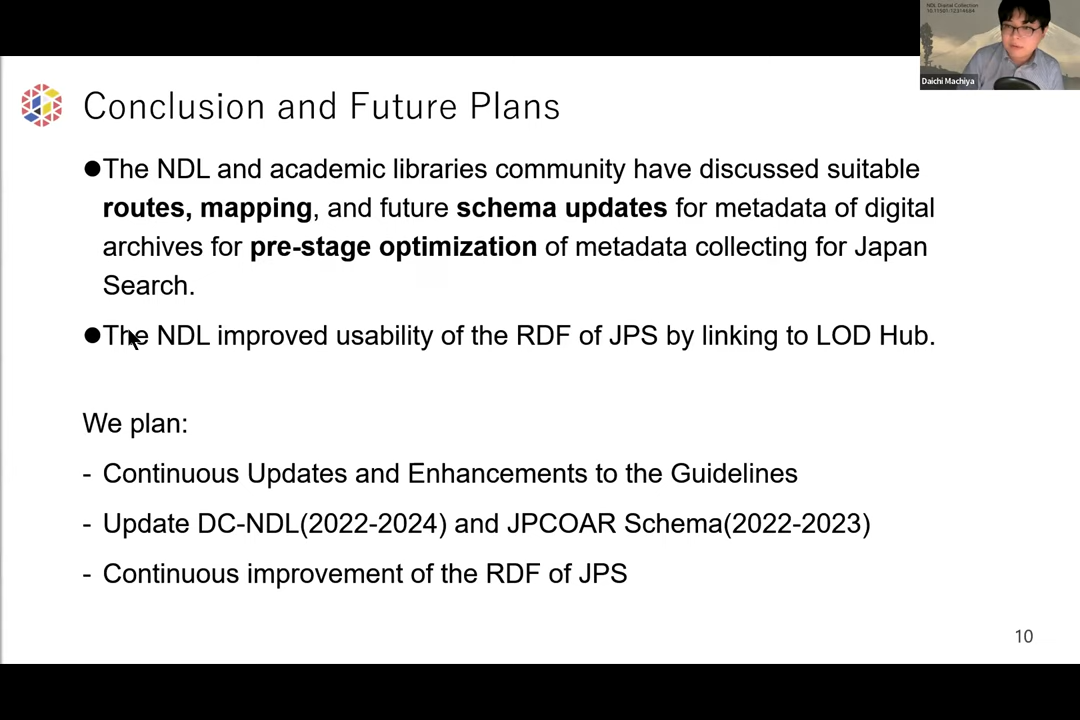 NDL Digital Collection
Daichi Machiya
Conclusion and Future Plans
●The NDL and academic libraries community have discussed suitable
routes, mapping, and future schema updates for metadata of digital
archives for pre-stage optimization of metadata collecting for Japan
Search.
●The NDL improved usability of the RDF of JPS by linking to LOD Hub.
We plan:
- Continuous Updates and Enhancements to the Guidelines
- Update DC-NDL(2022-2024) and JPCOAR Schema(2022-2023)
- Continuous improvement of the RDF of JPS
10